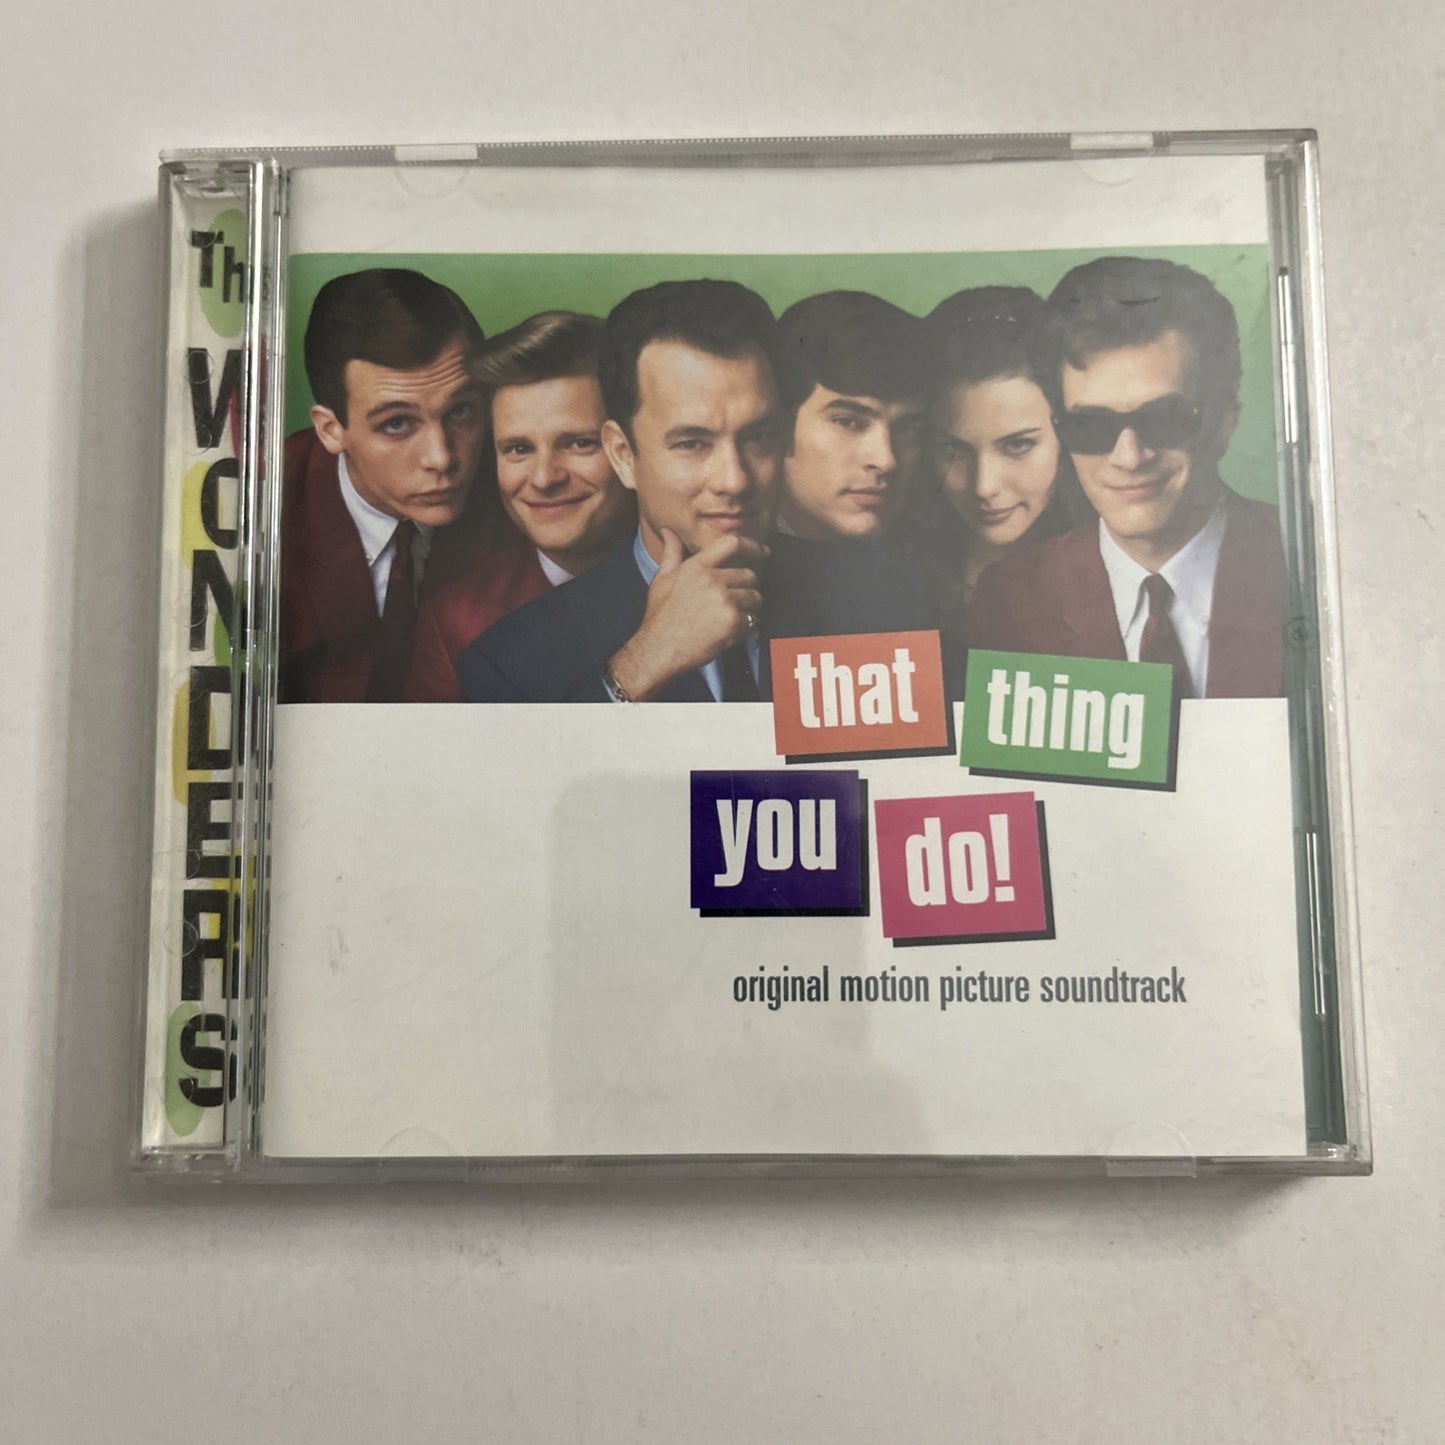 The
WONDERS
that thing
you do!
original motion picture soundtrack